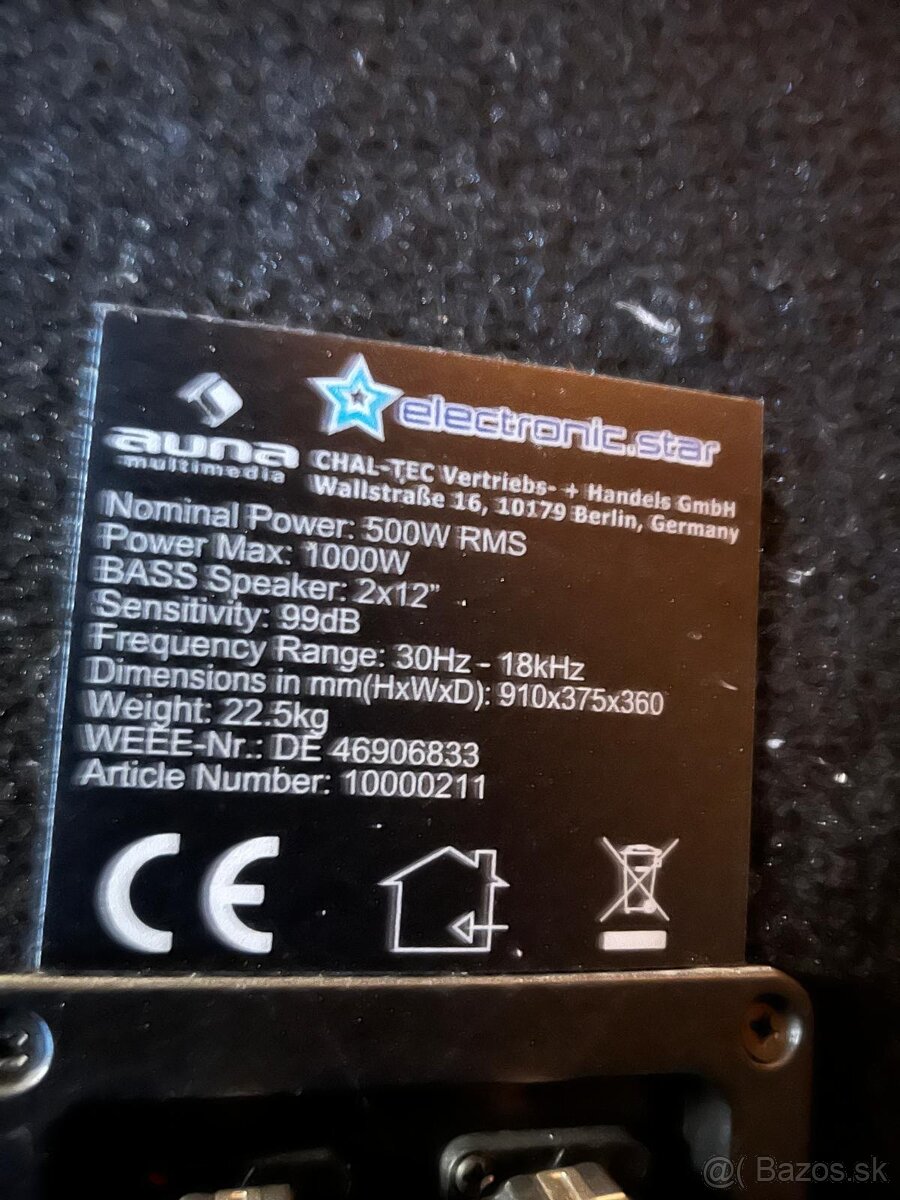 auna
multimedia
electronic.star
CHAL-TEC Vertriebs- + Handels GmbH
Wallstraße 16, 10179 Berlin, Germany
Nominal Power: 500W RMS
Power Max: 1000W
BASS Speaker: 2x12"
Sensitivity: 99dB
Frequency Range: 30Hz - 18kHz
Dimensions in mm(HxWxD): 910x375x360
Weight: 22.5kg
WEEE-Nr.: DE 46906833
Article Number: 10000211
CE
@( Bazos.sk